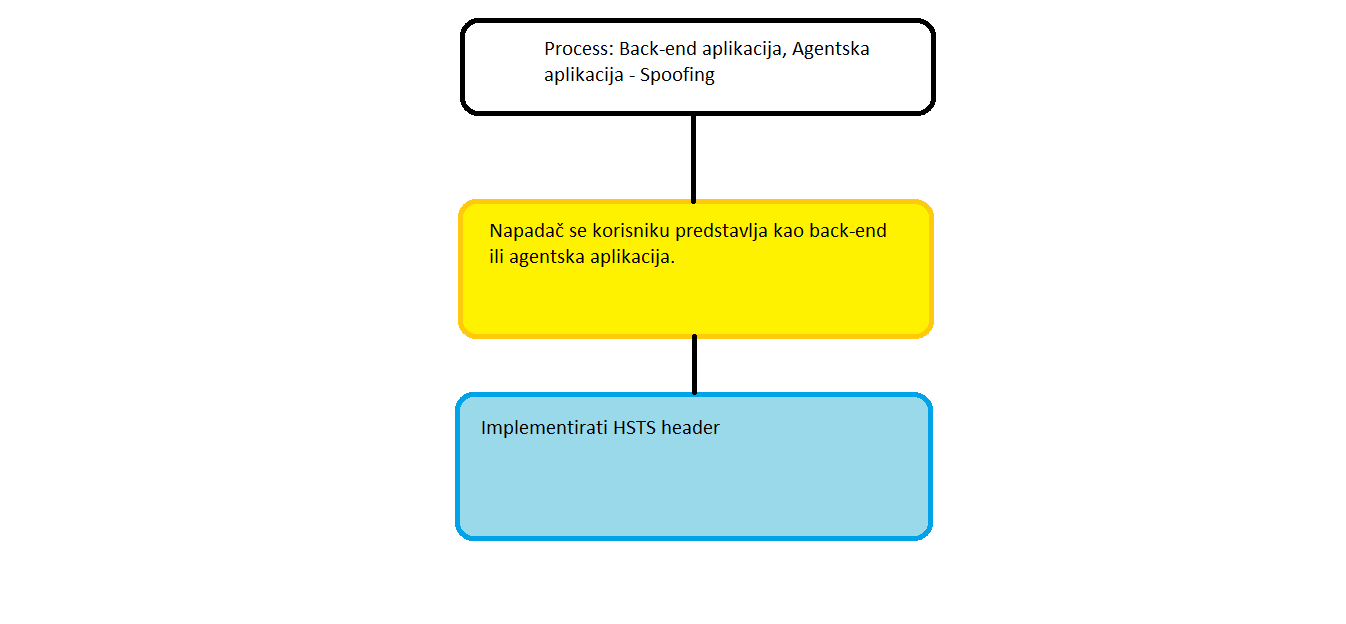 Process: Back-end aplikacija, Agentska
aplikacija - Spoofing
Napadač se korisniku predstavlja kao back-end
ili agentska aplikacija.
Implementirati HSTS header